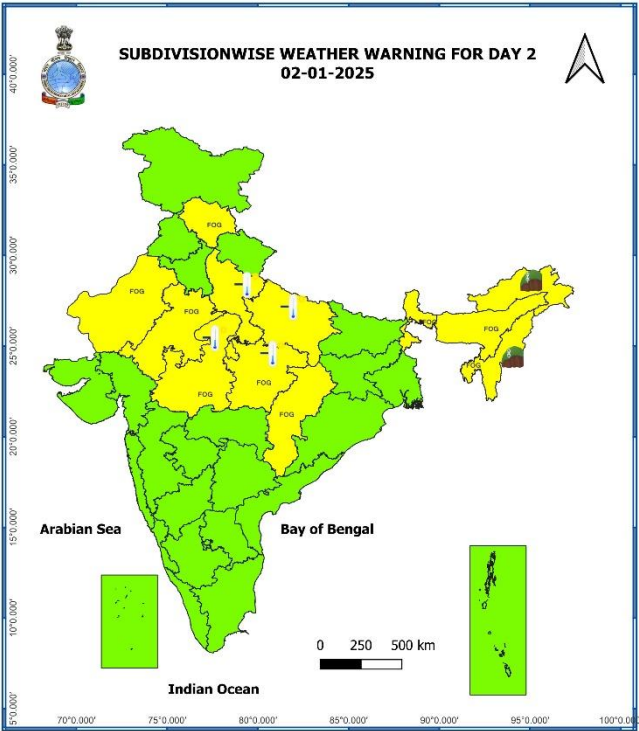 SUBDIVISIONWISE WEATHER WARNING FOR DAY 2
02-01-2025
40°0.000'
35°0.000'
FOG
30°0.000'
FOG
FOG
FOG
FOG
25°0.000'
FOG
FOG
FOG
FOG
20°0.000'
Arabian Sea
Bay of Bengal
15°0.000'
10°0.000'
0 250 500 km
Indian Ocean
5°0.000'
70°0.000' 75°0.000' 80°0.000' 85°0.000' 90°0.000' 95°0.000' 100°0.0